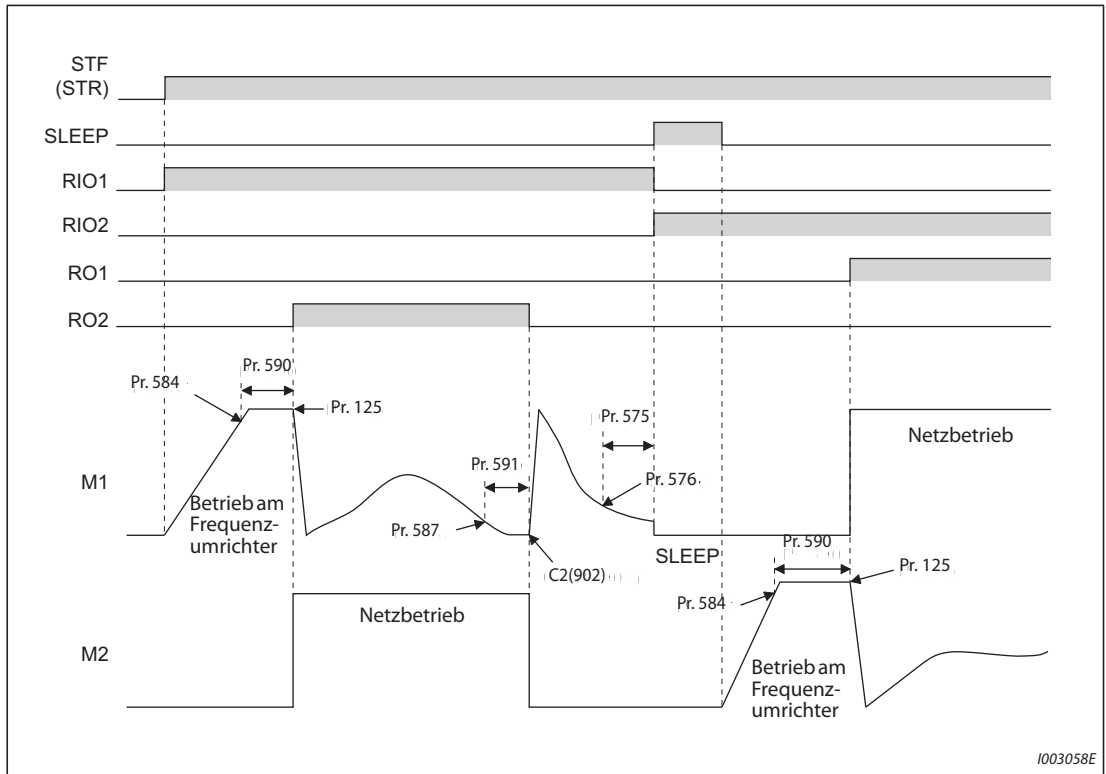 STF
(STR)
SLEEP
RIO1
RIO2
RO1
RO2
Pr. 590
Pr. 584
Pr. 125
Pr. 575
Netzbetrieb
Pr. 591
Pr. 576
M1
Betrieb am
Frequenz-
umrichter
Pr. 587
SLEEP
Pr. 590
C2(902)
Pr. 125
Pr. 584
Netzbetrieb
M2
Betrieb am
Frequenz-
umrichter
I003058E